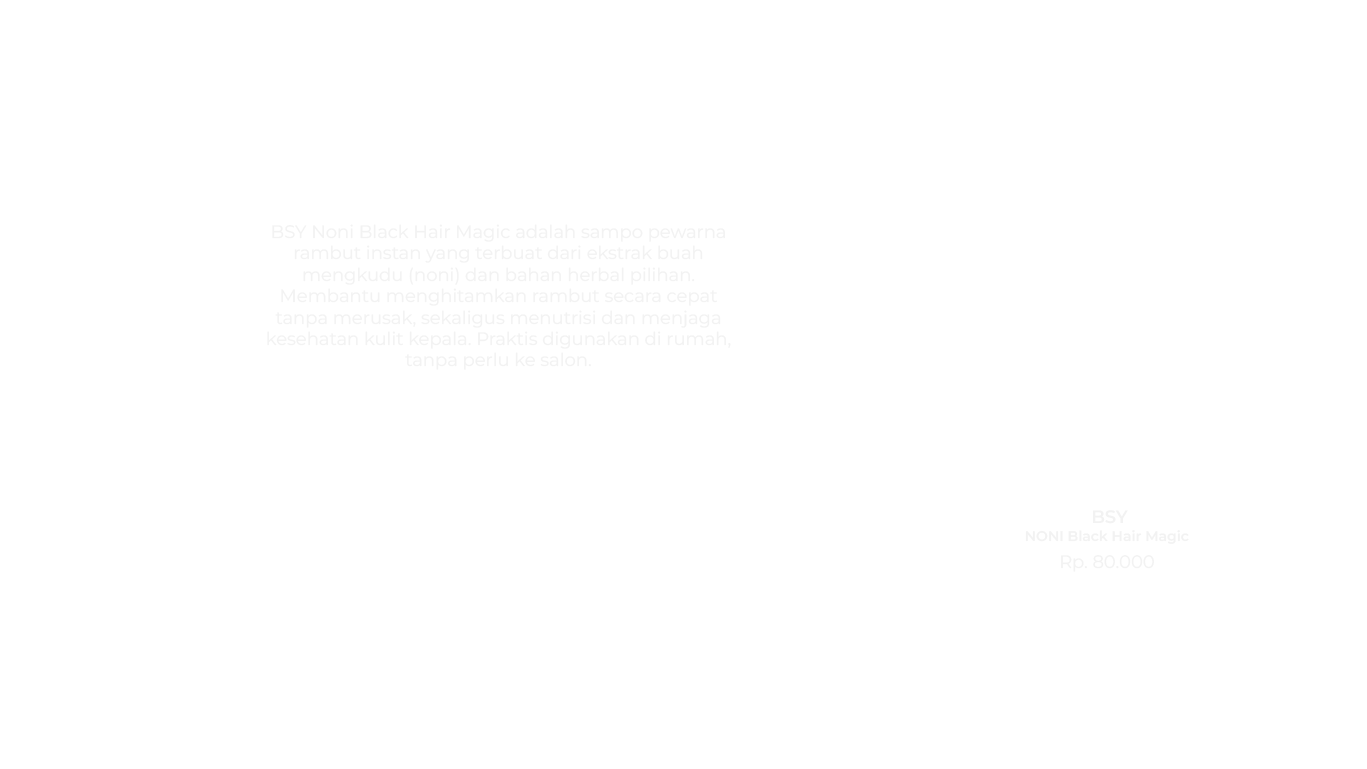 BSY Noni Black Hair Magic adalah sampo pewarna
rambut instan yang terbuat dari ekstrak buah
mengkudu (noni) dan bahan herbal pilihan.
Membantu menghitamkan rambut secara cepat
tanpa merusak, sekaligus menutrisi dan menjaga
kesehatan kulit kepala. Praktis digunakan di rumah,
tanpa perlu ke salon.
BSY
NONI Black Hair Magic
Rp. 80.000